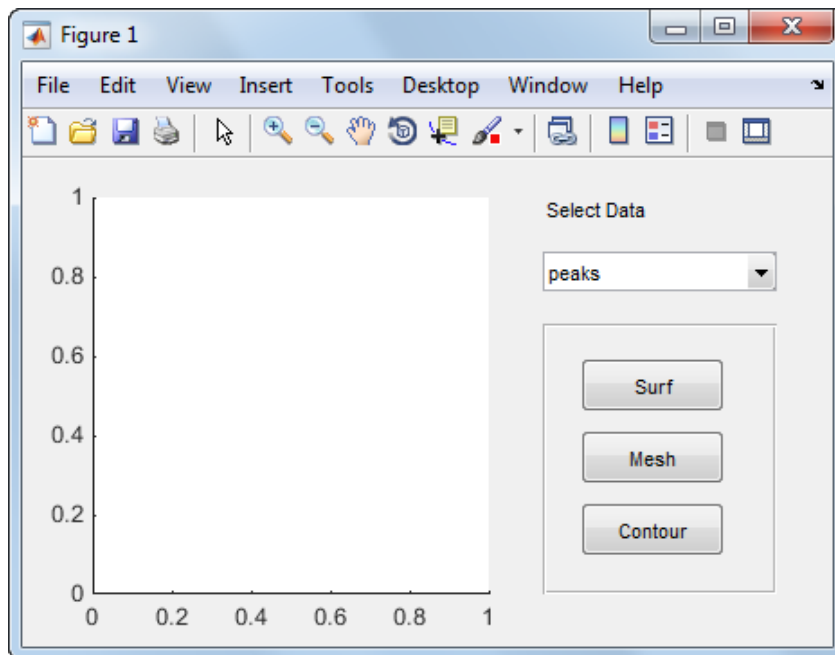 Figure 1
File Edit View Insert Tools Desktop Window Help
Select Data
peaks
Surf
Mesh
Contour
1
0.8
0.6
0.4
0.2
0
0 0.2 0.4 0.6 0.8 1